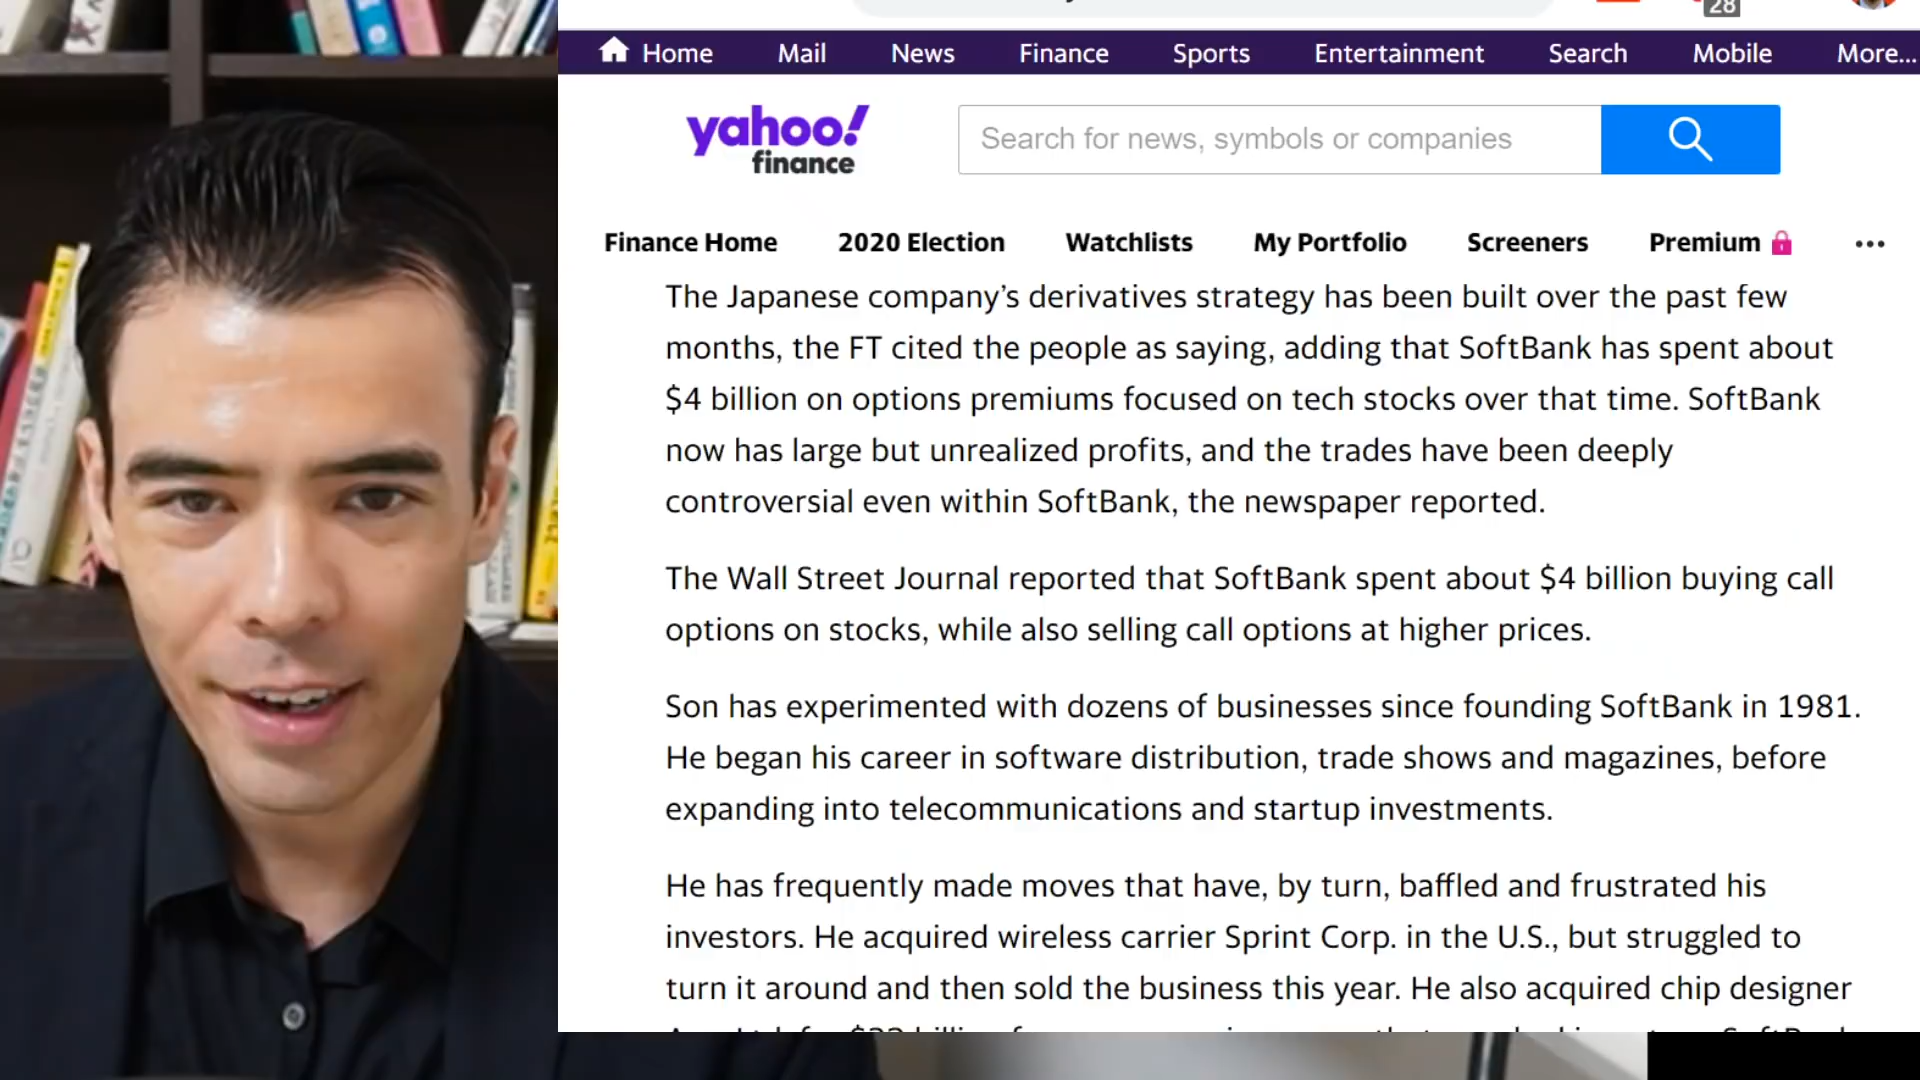 28
Home Mail News Finance Sports Entertainment Search Mobile More...
yahoo!
finance
Search for news, symbols or companies
Finance Home 2020 Election Watchlists My Portfolio Screeners Premium
The Japanese company’s derivatives strategy has been built over the past few
months, the FT cited the people as saying, adding that SoftBank has spent about
$4 billion on options premiums focused on tech stocks over that time. SoftBank
now has large but unrealized profits, and the trades have been deeply
controversial even within SoftBank, the newspaper reported.
The Wall Street Journal reported that SoftBank spent about $4 billion buying call
options on stocks, while also selling call options at higher prices.
Son has experimented with dozens of businesses since founding SoftBank in 1981.
He began his career in software distribution, trade shows and magazines, before
expanding into telecommunications and startup investments.
He has frequently made moves that have, by turn, baffled and frustrated his
investors. He acquired wireless carrier Sprint Corp. in the U.S., but struggled to
turn it around and then sold the business this year. He also acquired chip designer